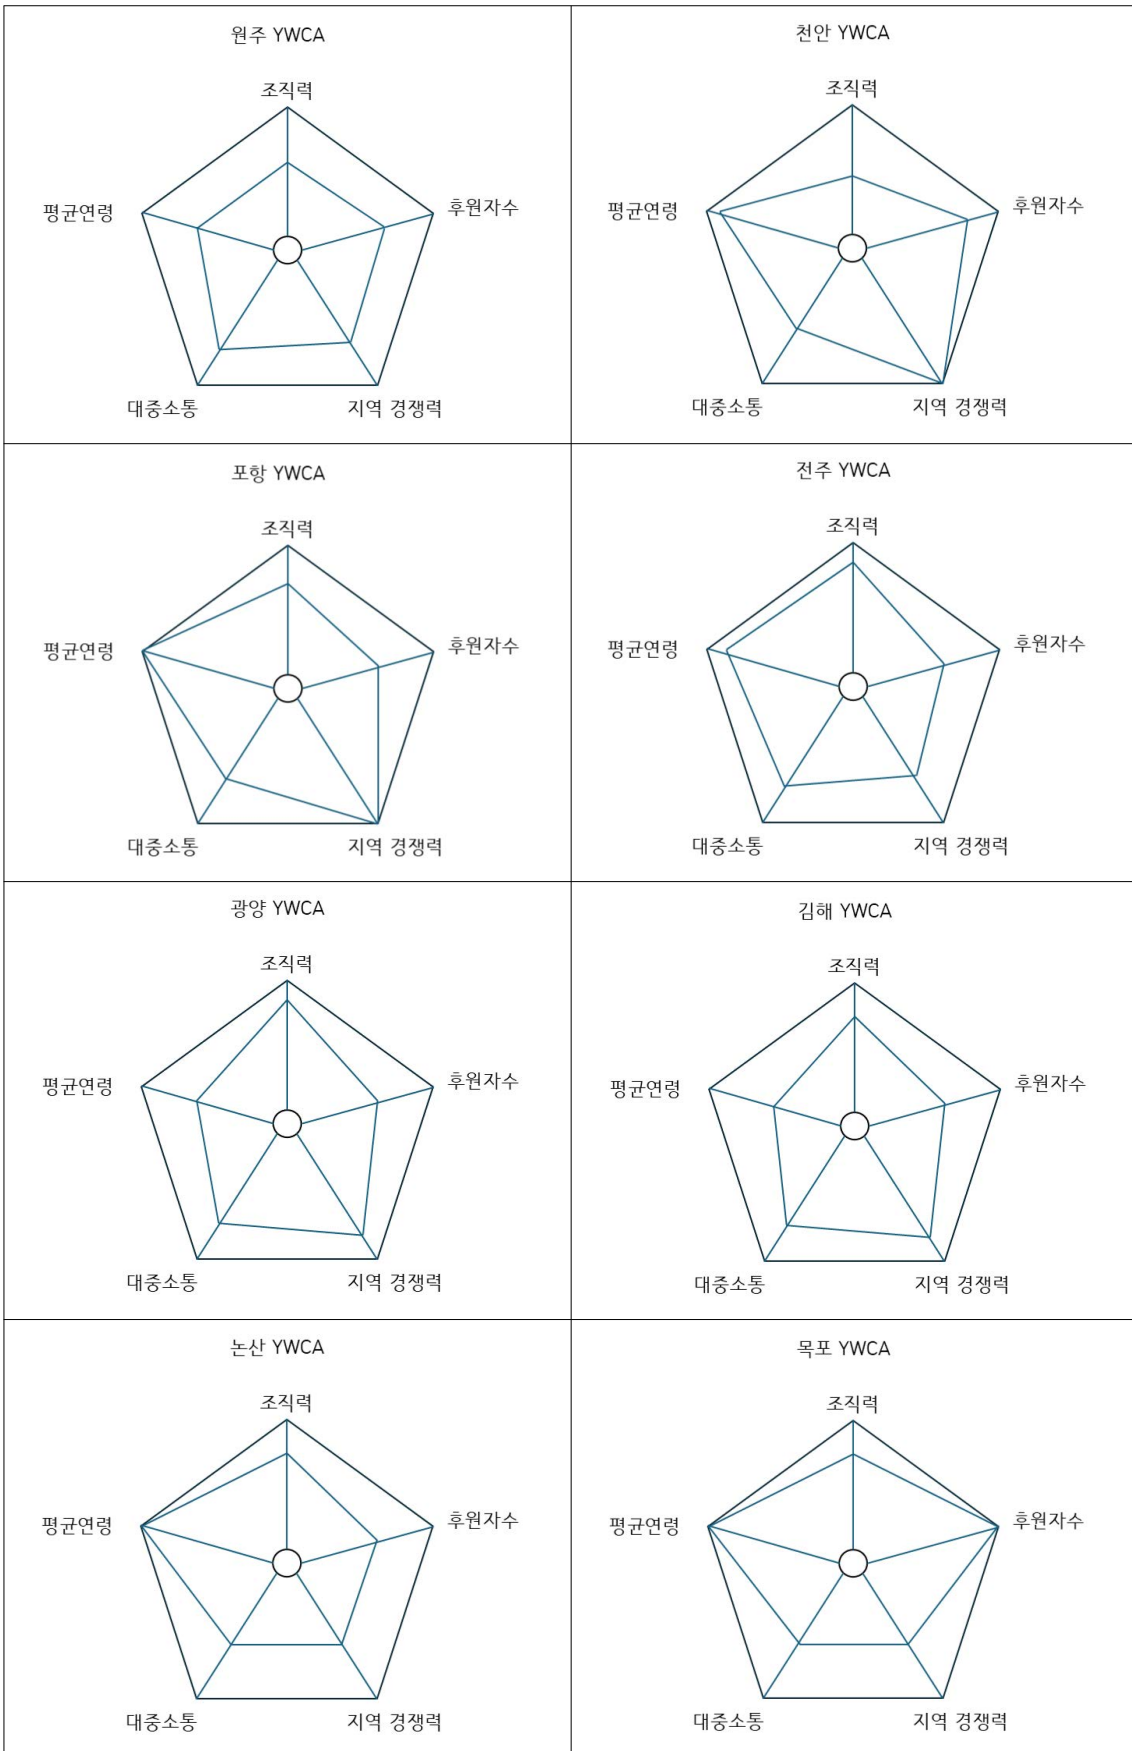 원주 YWCA
조직력
평균연령
후원자수
대중소통
지역 경쟁력
천안 YWCA
조직력
평균연령
후원자수
대중소통
지역 경쟁력
포항 YWCA
조직력
평균연령
후원자수
대중소통
지역 경쟁력
전주 YWCA
조직력
평균연령
후원자수
대중소통
지역 경쟁력
광양 YWCA
조직력
평균연령
후원자수
대중소통
지역 경쟁력
김해 YWCA
조직력
평균연령
후원자수
대중소통
지역 경쟁력
논산 YWCA
조직력
평균연령
후원자수
대중소통
지역 경쟁력
목포 YWCA
조직력
평균연령
후원자수
대중소통
지역 경쟁력